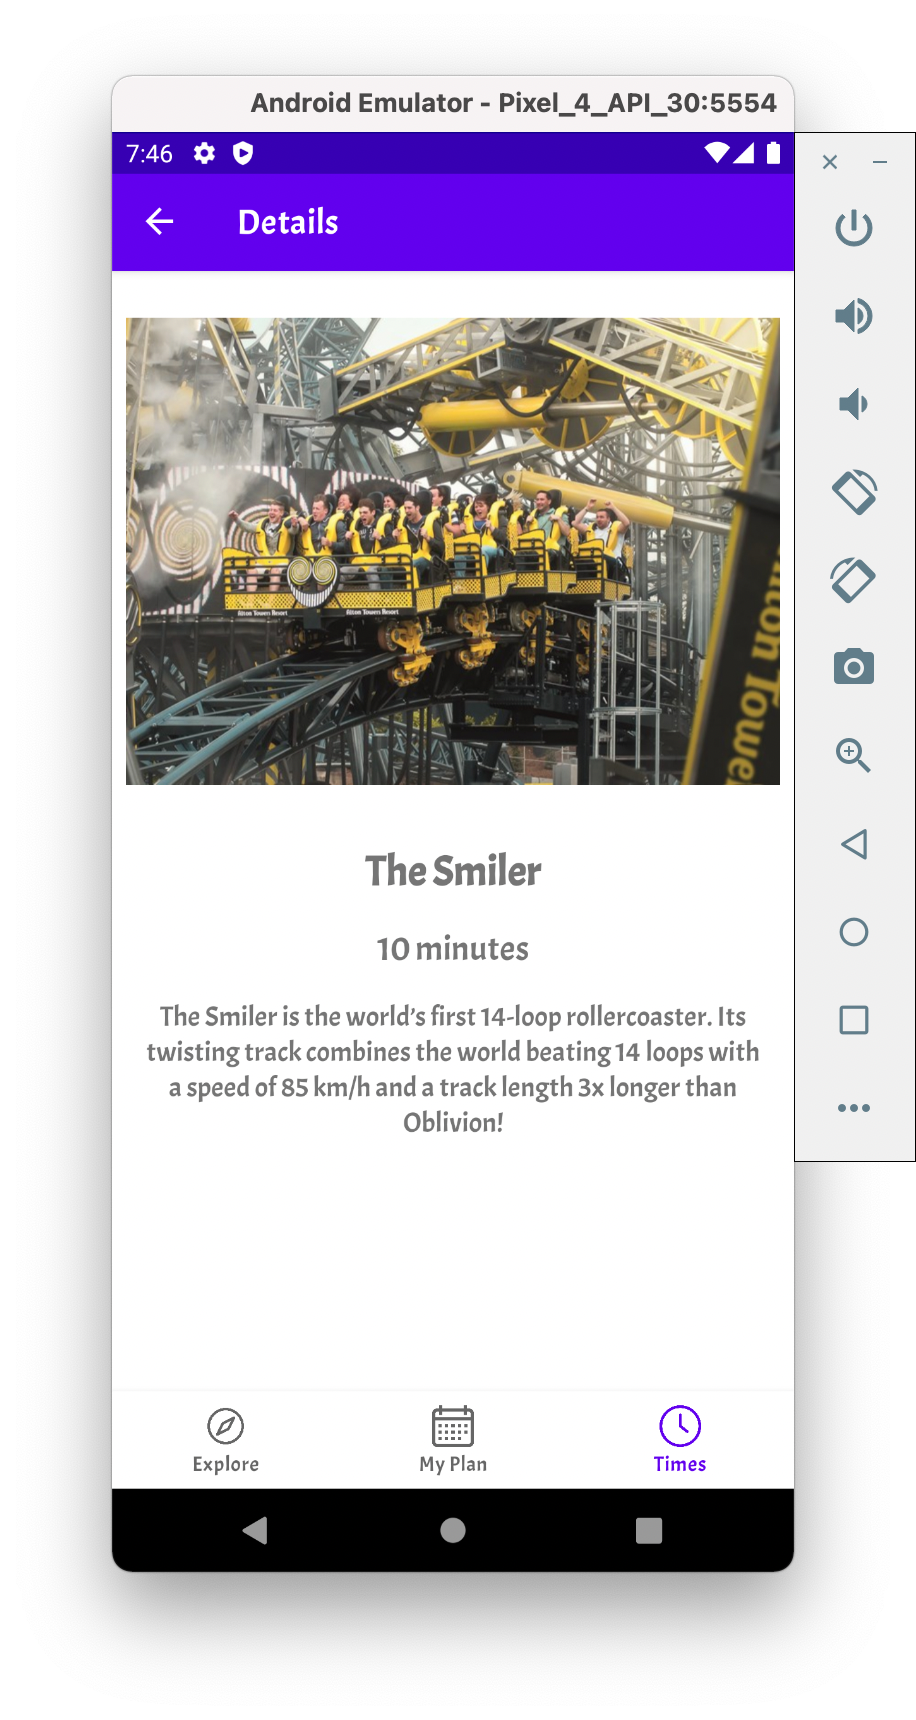 Android Emulator - Pixel_4_API_30:5554
7:46
Details
Alton Towers Resort
Alton Towers Resort
lton Tower
The Smiler
10 minutes
The Smiler is the world's first 14-loop rollercoaster. Its
twisting track combines the world beating 14 loops with
a speed of 85 km/h and a track length 3x longer than
Oblivion!
Explore
My Plan
Times